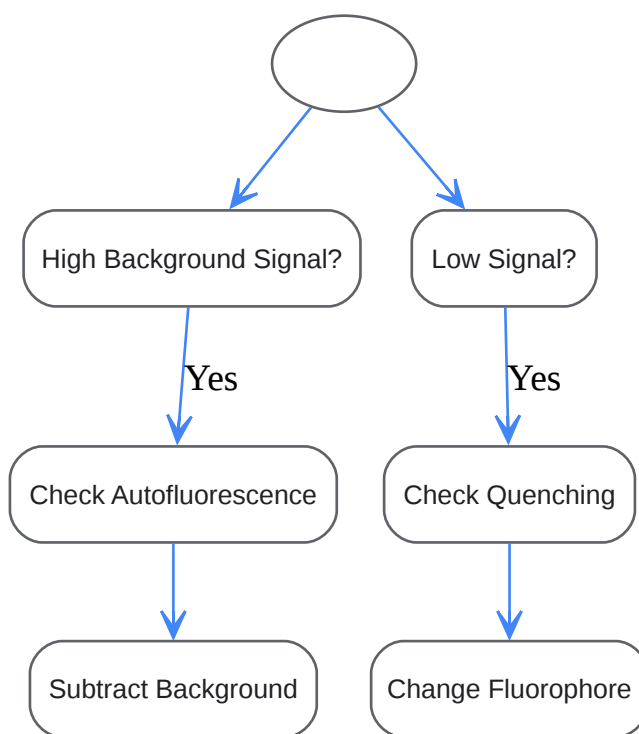 High Background Signal?
Low Signal?
Yes
Yes
Check Autofluorescence
Check Quenching
Subtract Background
Change Fluorophore